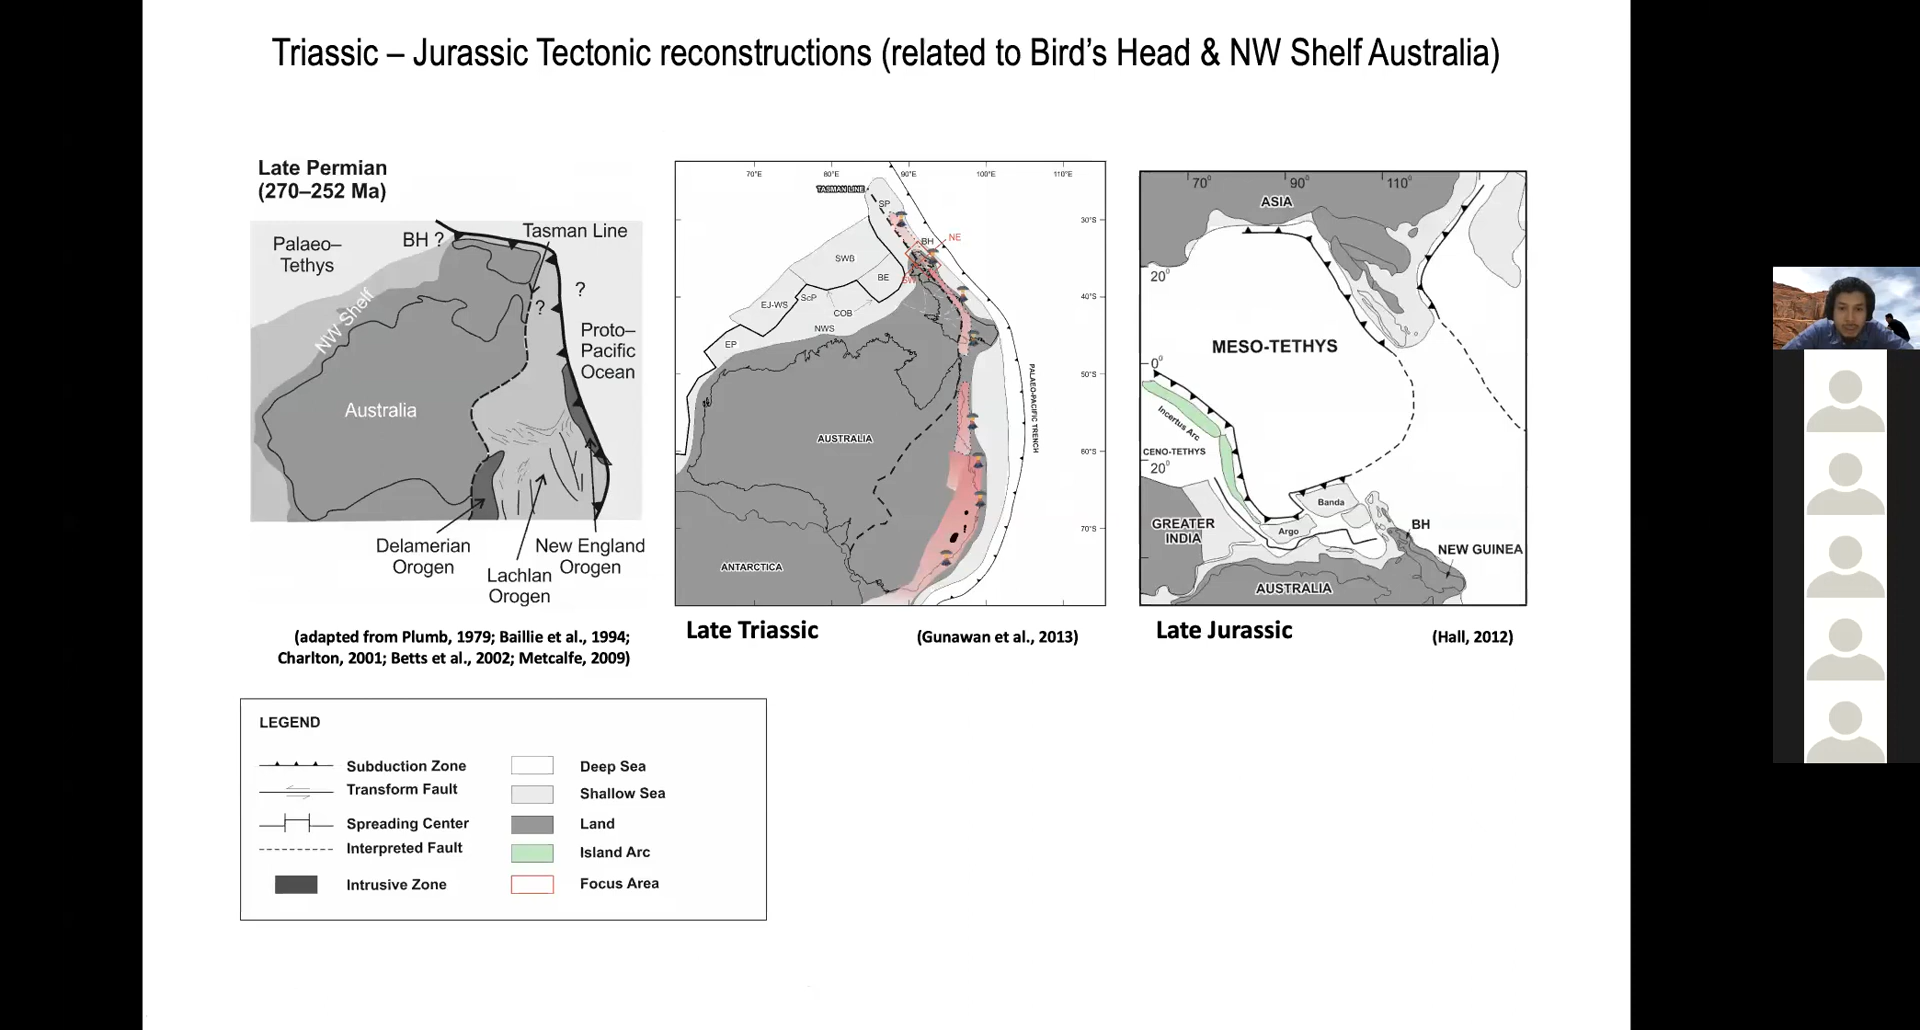 Triassic – Jurassic Tectonic reconstructions (related to Bird's Head & NW Shelf Australia)
Late Permian
(270–252 Ma)
Palaeo–
Tethys
BH ?
Tasman Line
NW Shelf
?
?
Proto–
Pacific
Ocean
Australia
Delamerian
Orogen
Lachlan
Orogen
New England
Orogen
(adapted from Plumb, 1979; Baillie et al., 1994;
Charlton, 2001; Betts et al., 2002; Metcalfe, 2009)
70°E 80°E 90°E 100°E 110°E
TASMAN LINE
SP
30°S
BH
NE
SWB
BE
SW
40°S
EJ-WS
ScP
COB
NWS
EP
50°S
PALAEO-PACIFIC TRENCH
AUSTRALIA
60°S
70°S
ANTARCTICA
Late Triassic
(Gunawan et al., 2013)
70° 90° 110°
ASIA
20°
MESO-TETHYS
0°
Incertus Arc
CENO-TETHYS
20°
Banda
GREATER
INDIA
Argo
BH
NEW GUINEA
AUSTRALIA
Late Jurassic
(Hall, 2012)
LEGEND
Subduction Zone
Transform Fault
Spreading Center
Interpreted Fault
Intrusive Zone
Deep Sea
Shallow Sea
Land
Island Arc
Focus Area